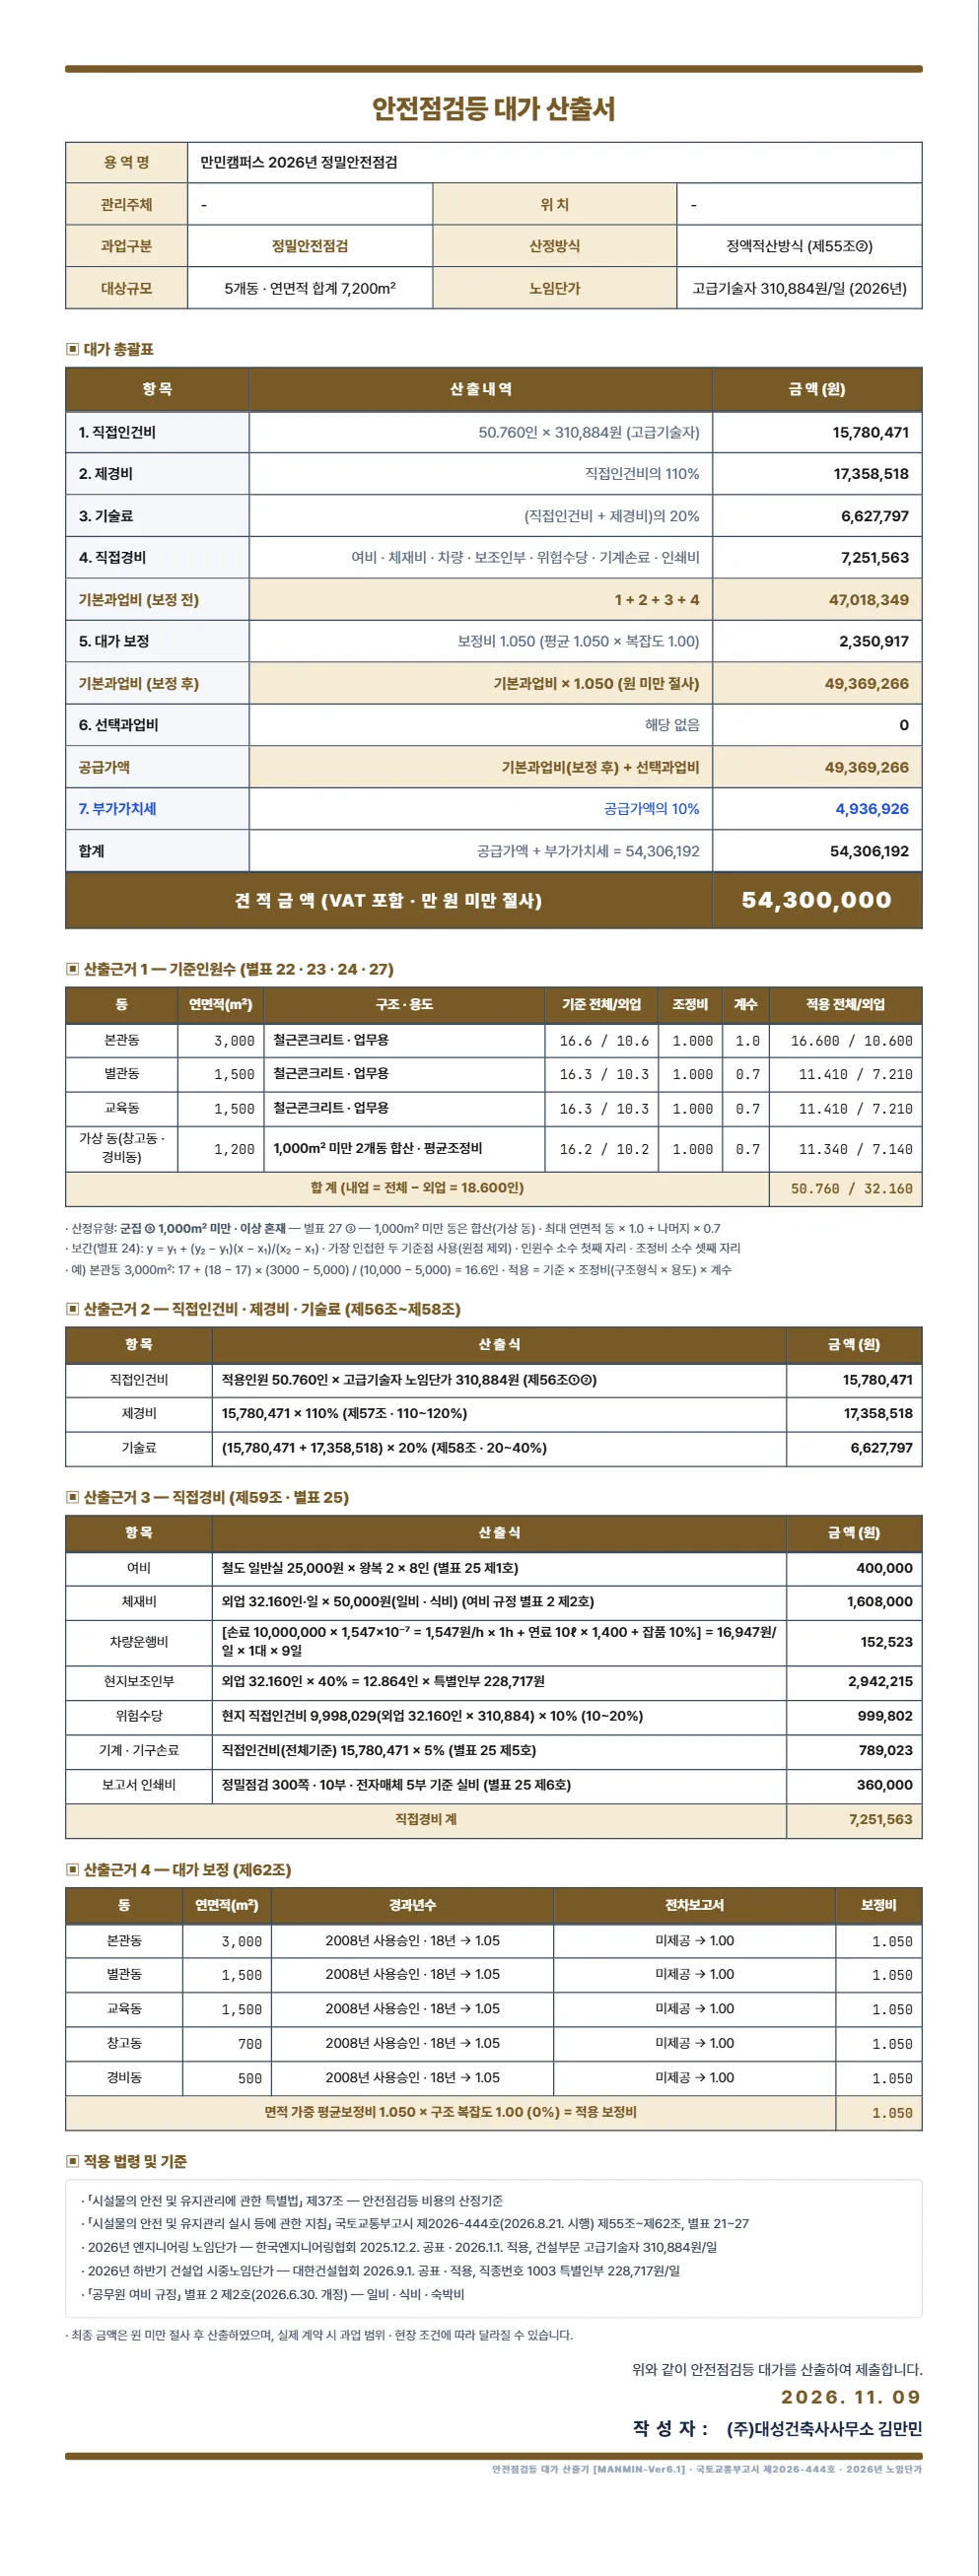 안전점검등 대가 산출서
용 역 명 만민캠퍼스 2026년 정밀안전점검
관리주체 - 위 치 -
과업구분 정밀안전점검 산정방식 정액적산방식 (제55조②)
대상규모 5개동 · 연면적 합계 7,200m² 노임단가 고급기술자 310,884원/일 (2026년)
▣ 대가 총괄표
항 목 산 출 내 역 금 액 (원)
1. 직접인건비 50.760인 × 310,884원 (고급기술자) 15,780,471
2. 제경비 직접인건비의 110% 17,358,518
3. 기술료 (직접인건비 + 제경비)의 20% 6,627,797
4. 직접경비 여비 · 체재비 · 차량 · 보조인부 · 위험수당 · 기계손료 · 인쇄비 7,251,563
기본과업비 (보정 전) 1 + 2 + 3 + 4 47,018,349
5. 대가 보정 보정비 1.050 (평균 1.050 × 복잡도 1.00) 2,350,917
기본과업비 (보정 후) 기본과업비 × 1.050 (원 미만 절사) 49,369,266
6. 선택과업비 해당 없음 0
공급가액 기본과업비(보정 후) + 선택과업비 49,369,266
7. 부가가치세 공급가액의 10% 4,936,926
합계 공급가액 + 부가가치세 = 54,306,192 54,306,192
견 적 금 액 (VAT 포함 · 만 원 미만 절사) 54,300,000
▣ 산출근거 1 — 기준인원수 (별표 22 · 23 · 24 · 27)
동 연면적(m²) 구조 · 용도 기준 전체/외업 조정비 계수 적용 전체/외업
본관동 3,000 철근콘크리트 · 업무용 16.6 / 10.6 1.000 1.0 16.600 / 10.600
별관동 1,500 철근콘크리트 · 업무용 16.3 / 10.3 1.000 0.7 11.410 / 7.210
교육동 1,500 철근콘크리트 · 업무용 16.3 / 10.3 1.000 0.7 11.410 / 7.210
가상 동(창고동 ·
경비동) 1,200 1,000m² 미만 2개동 합산 · 평균조정비 16.2 / 10.2 1.000 0.7 11.340 / 7.140
합 계 (내업 = 전체 − 외업 = 18.600인) 50.760 / 32.160
· 산정유형: 군집 ③ 1,000m² 미만 · 이상 혼재 — 별표 27 ③ — 1,000m² 미만 동은 합산(가상 동) · 최대 연면적 동 × 1.0 + 나머지 × 0.7
· 보간(별표 24): y = y₁ + (y₂ − y₁)(x − x₁)/(x₂ − x₁) · 가장 인접한 두 기준점 사용(원점 제외) · 인원수 소수 첫째 자리 · 조정비 소수 셋째 자리
· 예) 본관동 3,000m²: 17 + (18 − 17) × (3000 − 5,000) / (10,000 − 5,000) = 16.6인 · 적용 = 기준 × 조정비(구조형식 × 용도) × 계수
▣ 산출근거 2 — 직접인건비 · 제경비 · 기술료 (제56조~제58조)
항 목 산 출 식 금 액 (원)
직접인건비 적용인원 50.760인 × 고급기술자 노임단가 310,884원 (제56조①②) 15,780,471
제경비 15,780,471 × 110% (제57조 · 110~120%) 17,358,518
기술료 (15,780,471 + 17,358,518) × 20% (제58조 · 20~40%) 6,627,797
▣ 산출근거 3 — 직접경비 (제59조 · 별표 25)
항 목 산 출 식 금 액 (원)
여비 철도 일반실 25,000원 × 왕복 2 × 8인 (별표 25 제1호) 400,000
체재비 외업 32.160인·일 × 50,000원(일비 · 식비) (여비 규정 별표 2 제2호) 1,608,000
차량운행비 [손료 10,000,000 × 1,547×10⁻⁷ = 1,547원/h × 1h + 연료 10ℓ × 1,400 + 잡품 10%] = 16,947원/
일 × 1대 × 9일 152,523
현지보조인부 외업 32.160인 × 40% = 12.864인 × 특별인부 228,717원 2,942,215
위험수당 현지 직접인건비 9,998,029(외업 32.160인 × 310,884) × 10% (10~20%) 999,802
기계 · 기구손료 직접인건비(전체기준) 15,780,471 × 5% (별표 25 제5호) 789,023
보고서 인쇄비 정밀점검 300쪽 · 10부 · 전자매체 5부 기준 실비 (별표 25 제6호) 360,000
직접경비 계 7,251,563
▣ 산출근거 4 — 대가 보정 (제62조)
동 연면적(m²) 경과년수 전차보고서 보정비
본관동 3,000 2008년 사용승인 · 18년 → 1.05 미제공 → 1.00 1.050
별관동 1,500 2008년 사용승인 · 18년 → 1.05 미제공 → 1.00 1.050
교육동 1,500 2008년 사용승인 · 18년 → 1.05 미제공 → 1.00 1.050
창고동 700 2008년 사용승인 · 18년 → 1.05 미제공 → 1.00 1.050
경비동 500 2008년 사용승인 · 18년 → 1.05 미제공 → 1.00 1.050
면적 가중 평균보정비 1.050 × 구조 복잡도 1.00 (0%) = 적용 보정비 1.050
▣ 적용 법령 및 기준
· 「시설물의 안전 및 유지관리에 관한 특별법」 제37조 — 안전점검등 비용의 산정기준
· 「시설물의 안전 및 유지관리 실시 등에 관한 지침」 국토교통부고시 제2026-444호(2026.8.21. 시행) 제55조~제62조, 별표 21~27
· 2026년 엔지니어링 노임단가 — 한국엔지니어링협회 2025.12.2. 공표 · 2026.1.1. 적용, 건설부문 고급기술자 310,884원/일
· 2026년 하반기 건설업 시중노임단가 — 대한건설협회 2026.9.1. 공표 · 적용, 직종번호 1003 특별인부 228,717원/일
· 「공무원 여비 규정」 별표 2 제2호(2026.6.30. 개정) — 일비 · 식비 · 숙박비
· 최종 금액은 원 미만 절사 후 산출하였으며, 실제 계약 시 과업 범위 · 현장 조건에 따라 달라질 수 있습니다.
위와 같이 안전점검등 대가를 산출하여 제출합니다.
2026. 11. 09
작 성 자 : (주)대성건축사사무소 김만민
안전점검등 대가 산출기 [MANMIN-Ver6.1] · 국토교통부고시 제2026-444호 · 2026년 노임단가